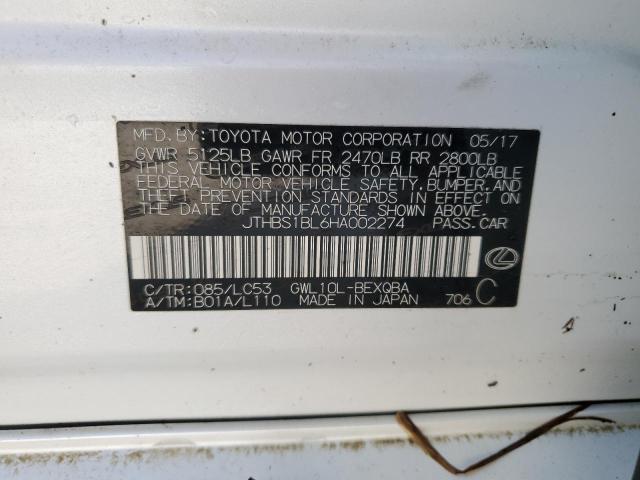 MFD. BY: TOYOTA MOTOR CORPORATION 05/17
GVWR 5125LB GAWR FR 2470LB RR 2800LB
THIS VEHICLE CONFORMS TO ALL APPLICABLE
FEDERAL MOTOR VEHICLE SAFETY, BUMPER, AND
THEFT PREVENTION STANDARDS IN EFFECT ON
THE DATE OF MANUFACTURE SHOWN ABOVE.
JTHBS1BL6HA002274 PASS.CAR
C/TR: 085/LC53 GWL10L-BEXQBA
A/TM: B01A/L110 MADE IN JAPAN 706 C